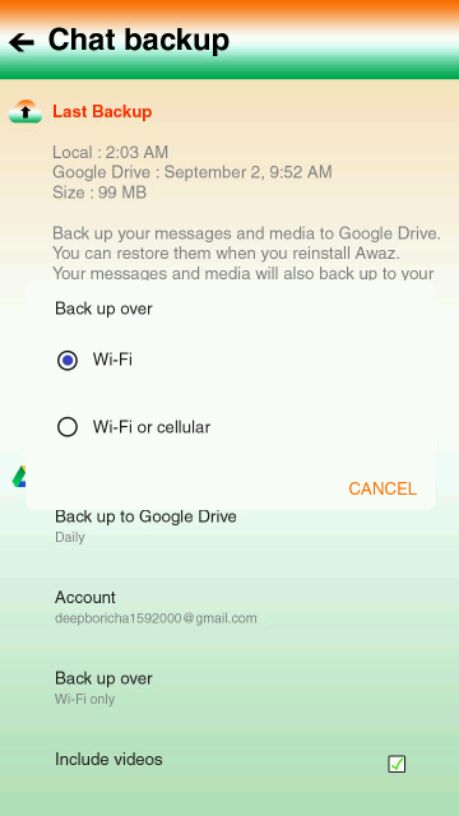 Chat backup
Last Backup
Local : 2:03 AM
Google Drive : September 2, 9:52 AM
Size : 99 MB
Back up your messages and media to Google Drive.
You can restore them when you reinstall Awaz.
Your messages and media will also back up to your
Back up over
Wi-Fi
Wi-Fi or cellular
CANCEL
Back up to Google Drive
Daily
Account
deepboricha1592000@gmail.com
Back up over
Wi-Fi only
Include videos